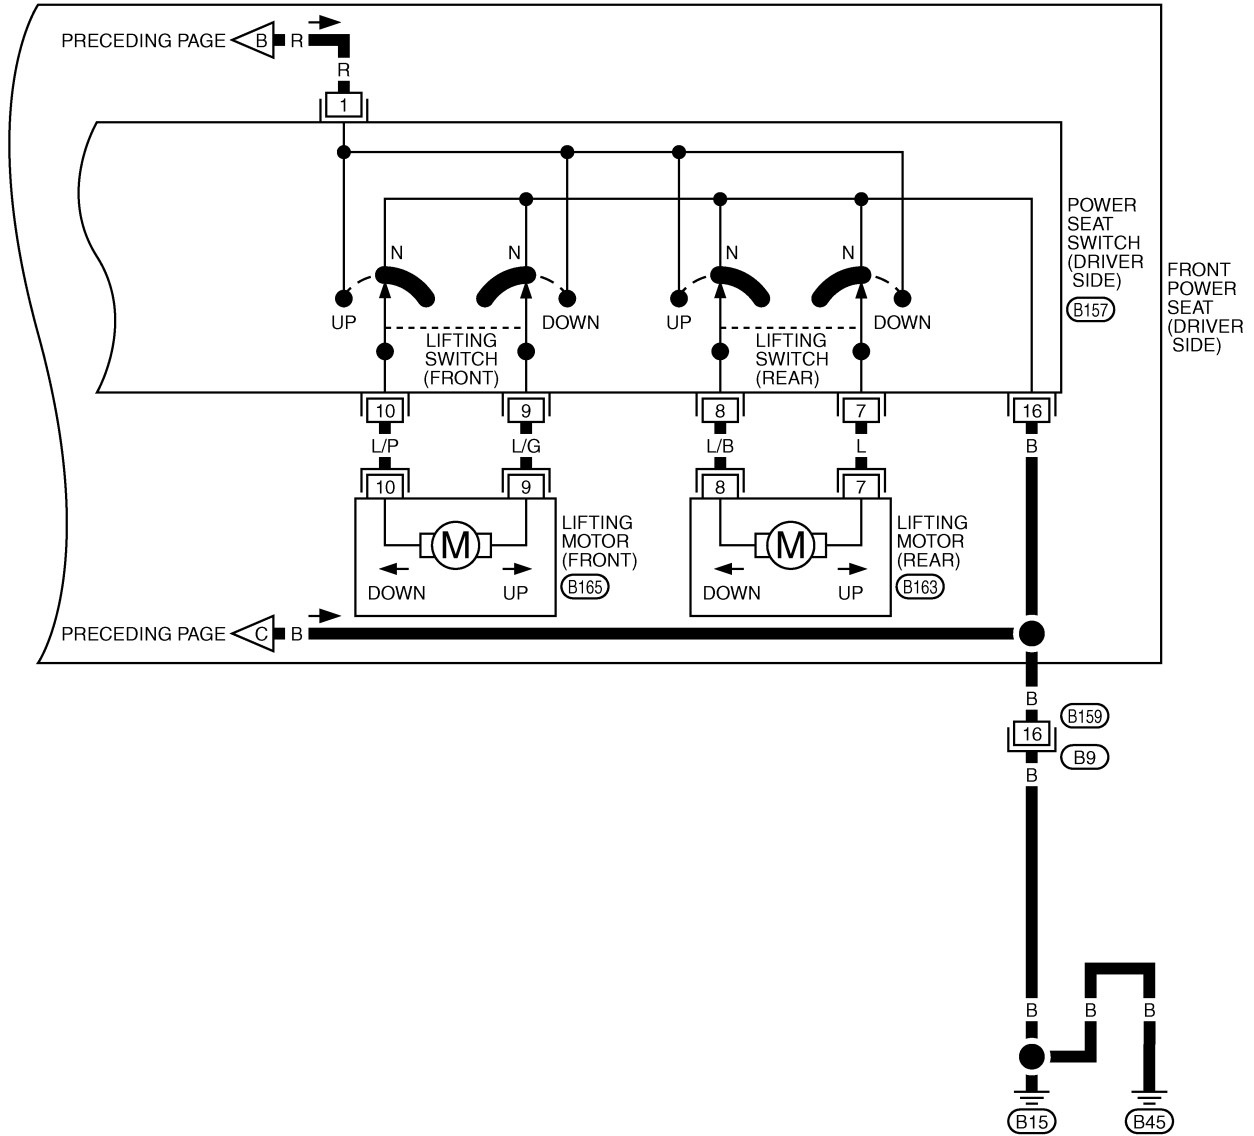 PRECEDING PAGE B R
R
1
POWER
SEAT
SWITCH
(DRIVER
SIDE)
B157
FRONT
POWER
SEAT
(DRIVER
SIDE)
N N N N
UP DOWN UP DOWN
LIFTING
SWITCH
(FRONT)
LIFTING
SWITCH
(REAR)
10 9 8 7 16
L/P L/G L/B L B
10 9 8 7
M
DOWN UP
LIFTING
MOTOR
(FRONT)
B165
M
DOWN UP
LIFTING
MOTOR
(REAR)
B163
PRECEDING PAGE C B
B
B159
16
B9
B
B B B
B15 B45